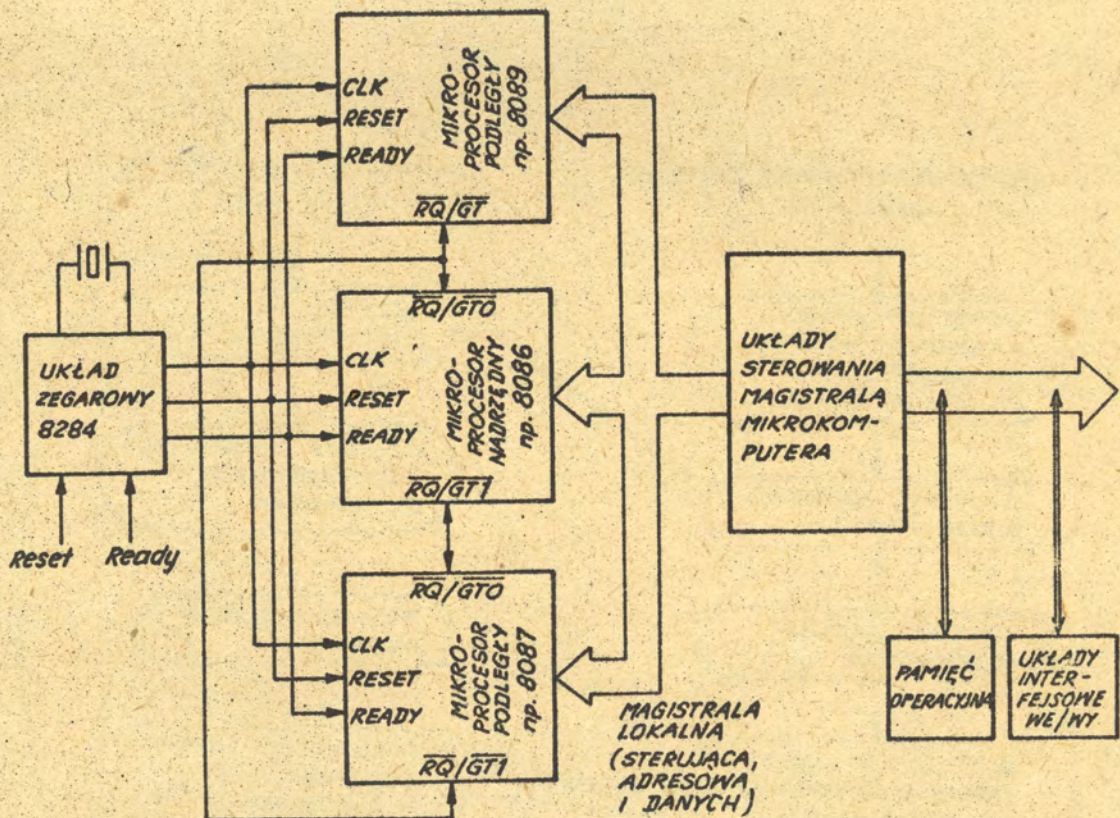 CLK
RESET
READY
MIKRO-
PROCESOR
PODLEGŁY
np. 8089
RQ/GT
UKŁAD
ZEGAROWY
8284
Reset
Ready
RQ/GT0
CLK
RESET
READY
MIKRO-
PROCESOR
NADRZĘDNY
np. 8086
RQ/GT1
RQ/GT0
CLK
RESET
READY
MIKRO-
PROCESOR
PODLEGŁY
np. 8087
RQ/GT1
MAGISTRALA
LOKALNA
(STERUJĄCA,
ADRESOWA,
I DANYCH)
UKŁADY
STEROWANIA
MAGISTRALĄ
MIKROKOM-
PUTERA
PAMIĘĆ
OPERACYJNA
UKŁADY
INTER-
FEJSOWE
WE/WY